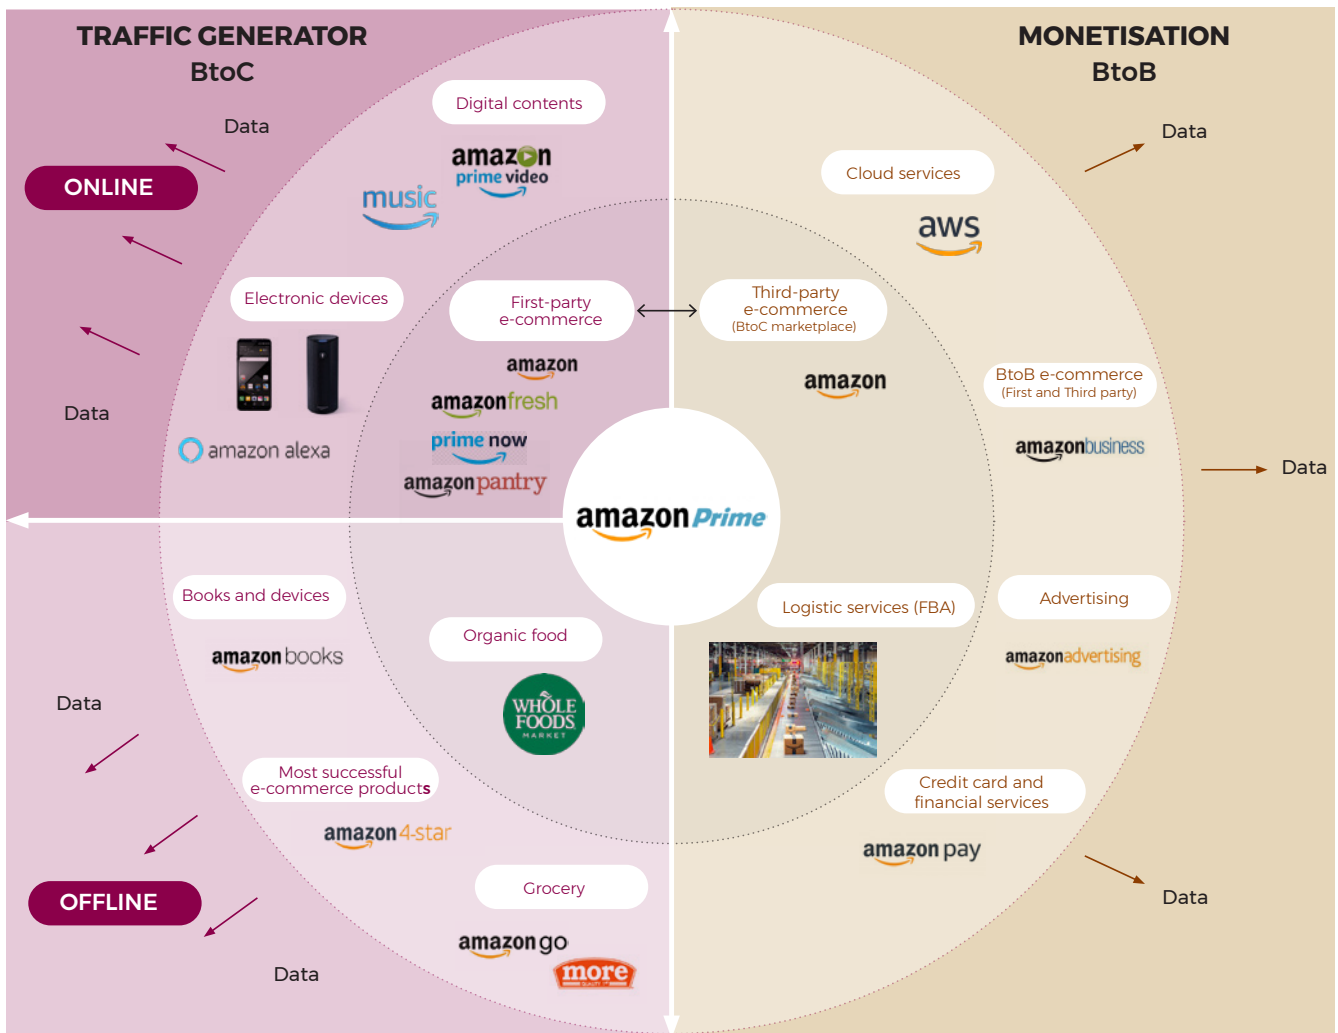 TRAFFIC GENERATOR
BtoC
MONETISATION
BtoB
Digital contents
Data
amazon
prime video
music
ONLINE
Data
Cloud services
aws
Electronic devices
First-party
e-commerce
Third-party
e-commerce
(BtoC marketplace)
amazon
amazonfresh
prime now
amazonpantry
amazon
BtoB e-commerce
(First and Third party)
amazonbusiness
Data
amazon alexa
Data
amazon Prime
Books and devices
amazon books
Organic food
WHOLE
FOODS
MARKET
Logistic services (FBA)
Advertising
amazonadvertising
Data
Most successful
e-commerce products
amazon 4-star
Credit card and
financial services
amazon pay
OFFLINE
Grocery
amazon go
more
Data
Data